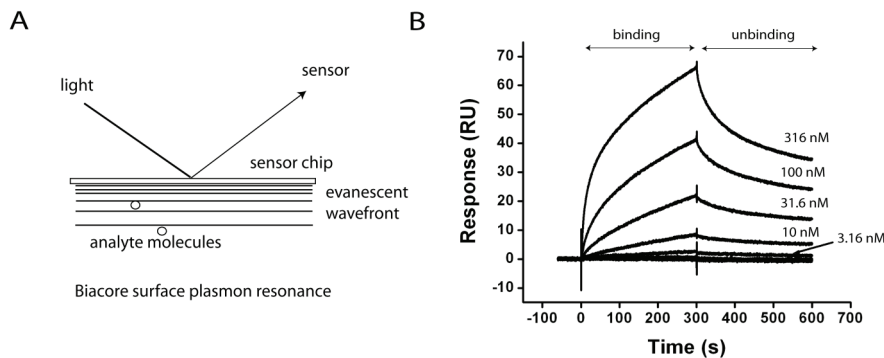 A
light
sensor
sensor chip
evanescent
wavefront
analyte molecules
Biacore surface plasmon resonance
B
binding
unbinding
Response (RU)
70
60
50
40
30
20
10
0
-10
316 nM
100 nM
31.6 nM
10 nM
3.16 nM
-100 0 100 200 300 400 500 600 700
Time (s)